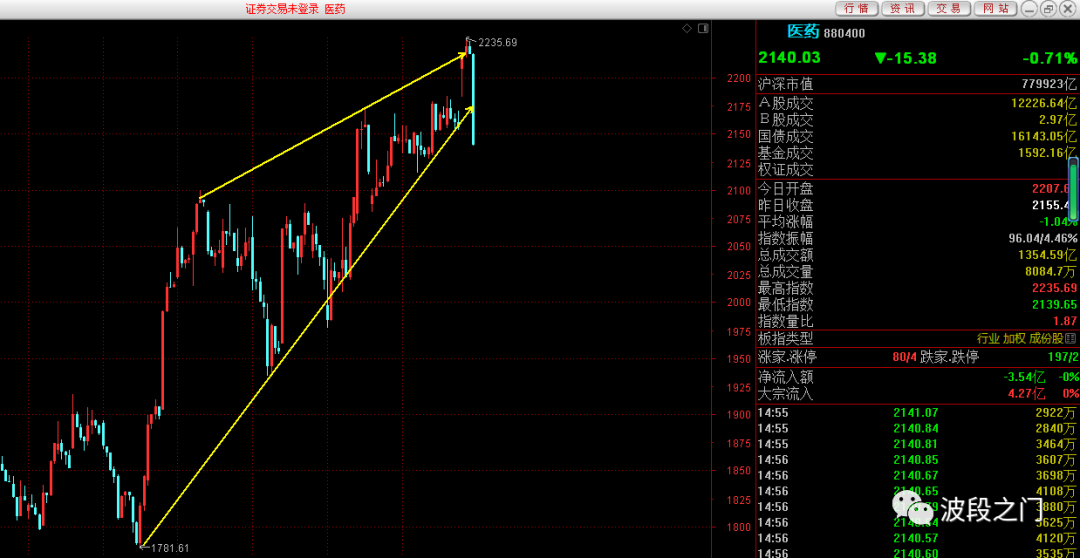 证券交易未登录 医药
行情 资讯 交易 网站
医药 880400
2140.03 ▼-15.38 -0.71%
沪深市值 779923亿
A股成交 12226.64亿
B股成交 2.97亿
国债成交 16143.05亿
基金成交 1592.16亿
权证成交
今日开盘 2207.6
昨日收盘 2155.4
平均涨幅 -1.04%
指数振幅 96.04/4.46%
总成交额 1354.59亿
总成交量 8084.7万
最高指数 2235.69
最低指数 2139.65
指数量比 1.87
板指类型 行业 加权 成份股
涨家.涨停 80/4 跌家.跌停 197/2
净流入额 -3.54亿 -0%
大宗流入 4.27亿 0%
14:55 2141.07 2922万
14:55 2140.84 2840万
14:55 2140.81 3464万
14:56 2140.85 3607万
14:56 2140.67 3698万
14:56 2140.65 4108万
14:56 3880万
14:56 3625万
14:56 2140.57 4120万
14:56 2140.60 3535万
2235.69
1781.61
2200
2175
2150
2125
2100
2075
2050
2025
2000
1975
1950
1925
1900
1875
1850
1825
1800
波段之门